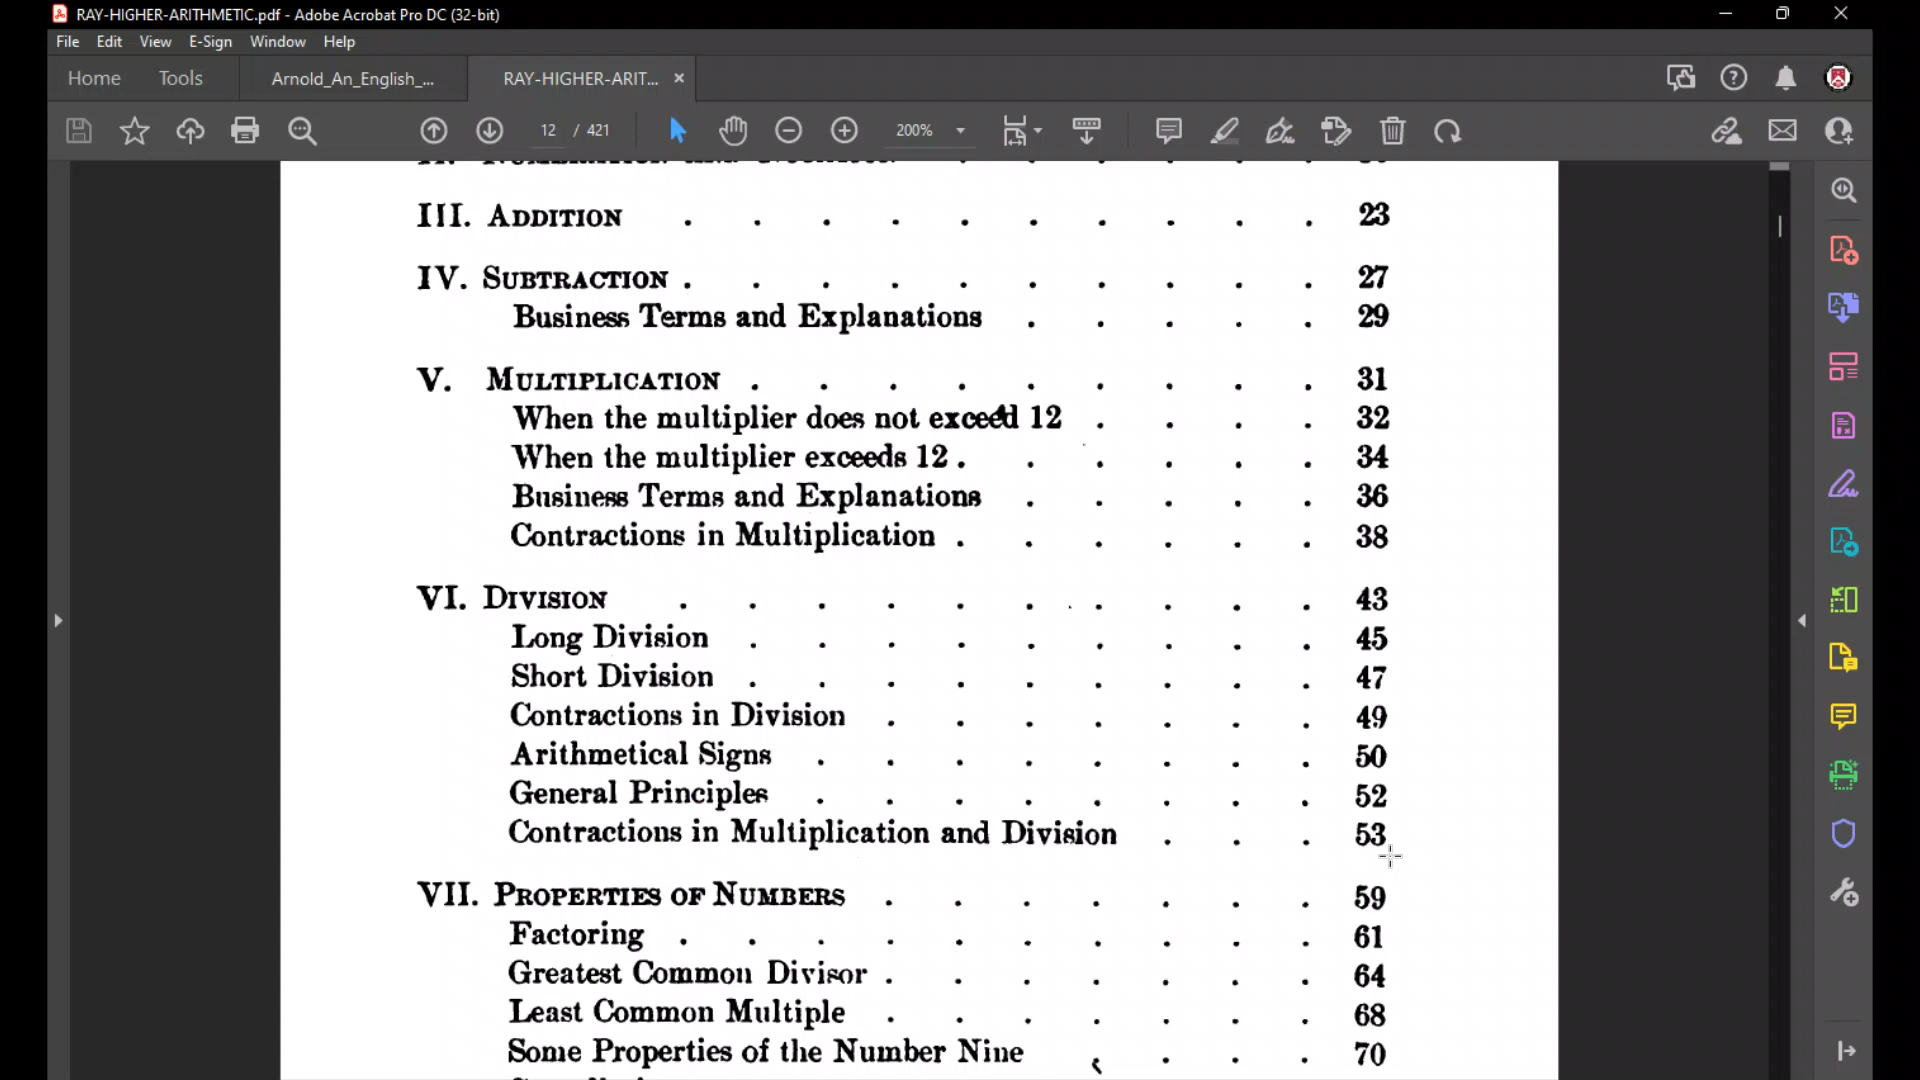 RAY-HIGHER-ARITHMETIC.pdf - Adobe Acrobat Pro DC (32-bit)
File Edit View E-Sign Window Help
Home Tools Arnold_An_English_... RAY-HIGHER-ARIT... ×
12 / 421 200%
III. ADDITION . . . . . . . . . . 23
IV. SUBTRACTION . . . . . . . . . . 27
Business Terms and Explanations . . . . . 29
V. MULTIPLICATION . . . . . . . . . 31
When the multiplier does not exceed 12 . . . . 32
When the multiplier exceeds 12 . . . . . . 34
Business Terms and Explanations . . . . . 36
Contractions in Multiplication . . . . . . 38
VI. DIVISION . . . . . . . . . . 43
Long Division . . . . . . . . . 45
Short Division . . . . . . . . . 47
Contractions in Division . . . . . . . 49
Arithmetical Signs . . . . . . . . 50
General Principles . . . . . . . . 52
Contractions in Multiplication and Division . . . 53
VII. PROPERTIES OF NUMBERS . . . . . . . 59
Factoring . . . . . . . . . . 61
Greatest Common Divisor . . . . . . . 64
Least Common Multiple . . . . . . . 68
Some Properties of the Number Nine . . . 70